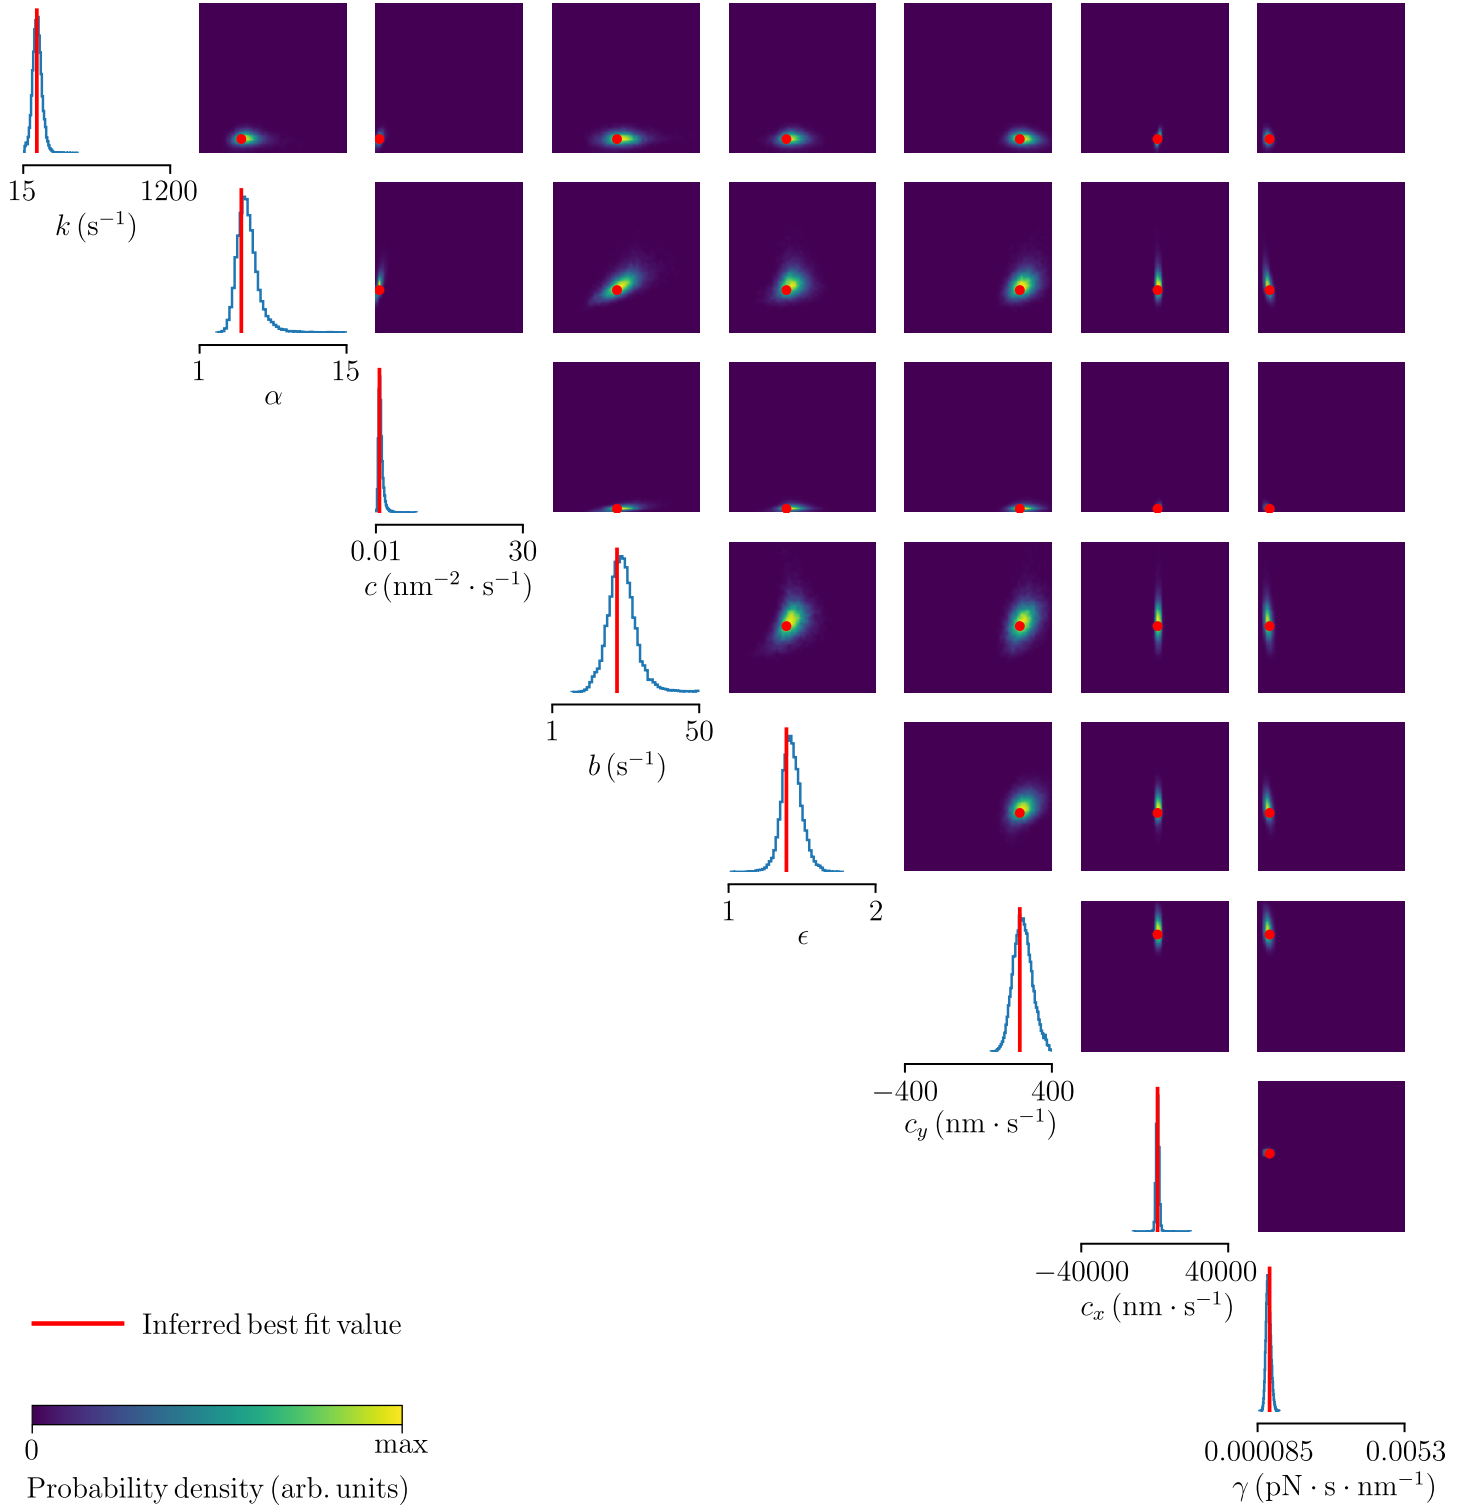 15 1200
k (s⁻¹)
1 15
α
0.01 30
c (nm⁻² · s⁻¹)
1 50
b (s⁻¹)
1 2
ϵ
−400 400
c_y (nm · s⁻¹)
−40000 40000
c_x (nm · s⁻¹)
Inferred best fit value
0 max
Probability density (arb. units)
0.000085 0.0053
γ (pN · s · nm⁻¹)